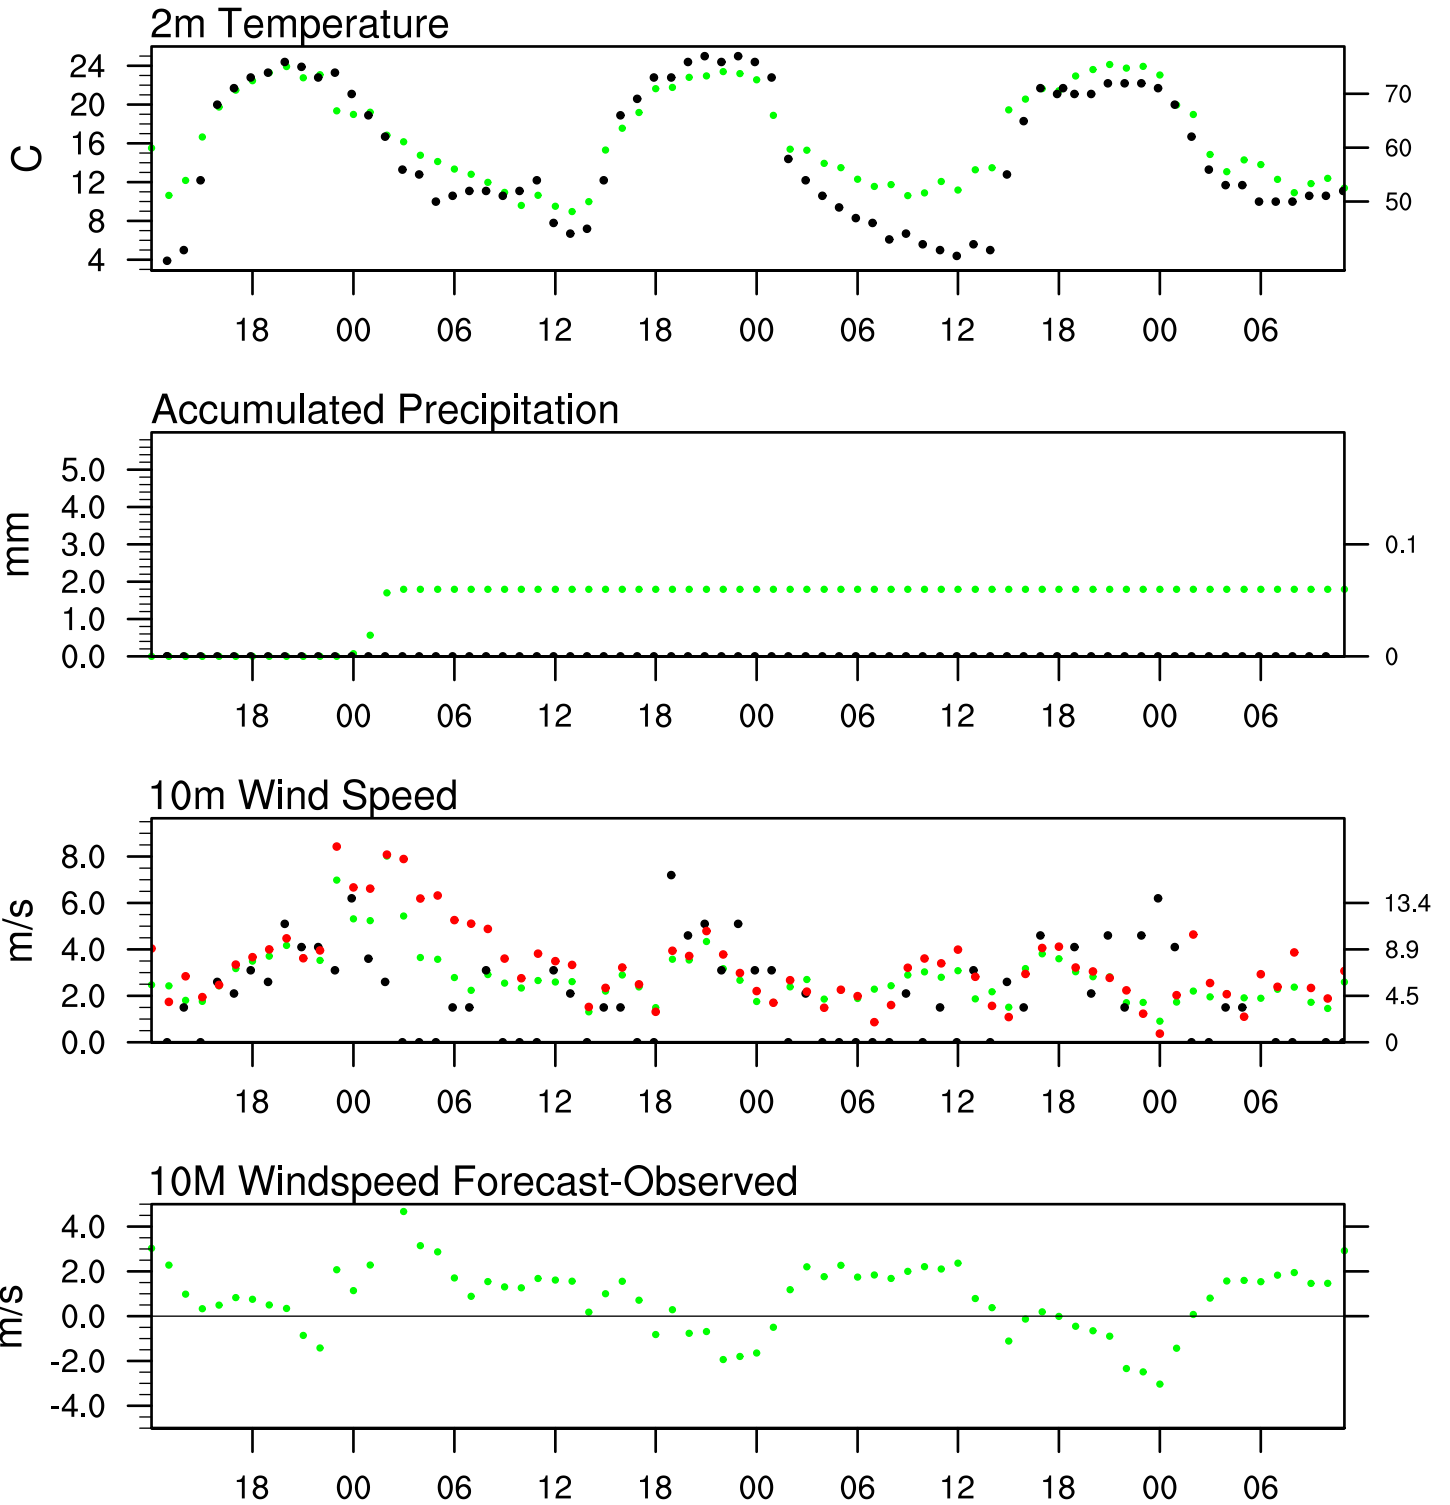 2m Temperature
24
20
16
12
8
4
C
70
60
50
18 00 06 12 18 00 06 12 18 00 06
Accumulated Precipitation
5.0
4.0
3.0
2.0
1.0
0.0
mm
0.1
0
18 00 06 12 18 00 06 12 18 00 06
10m Wind Speed
8.0
6.0
4.0
2.0
0.0
m/s
13.4
8.9
4.5
0
18 00 06 12 18 00 06 12 18 00 06
10M Windspeed Forecast-Observed
4.0
2.0
0.0
-2.0
-4.0
m/s
18 00 06 12 18 00 06 12 18 00 06